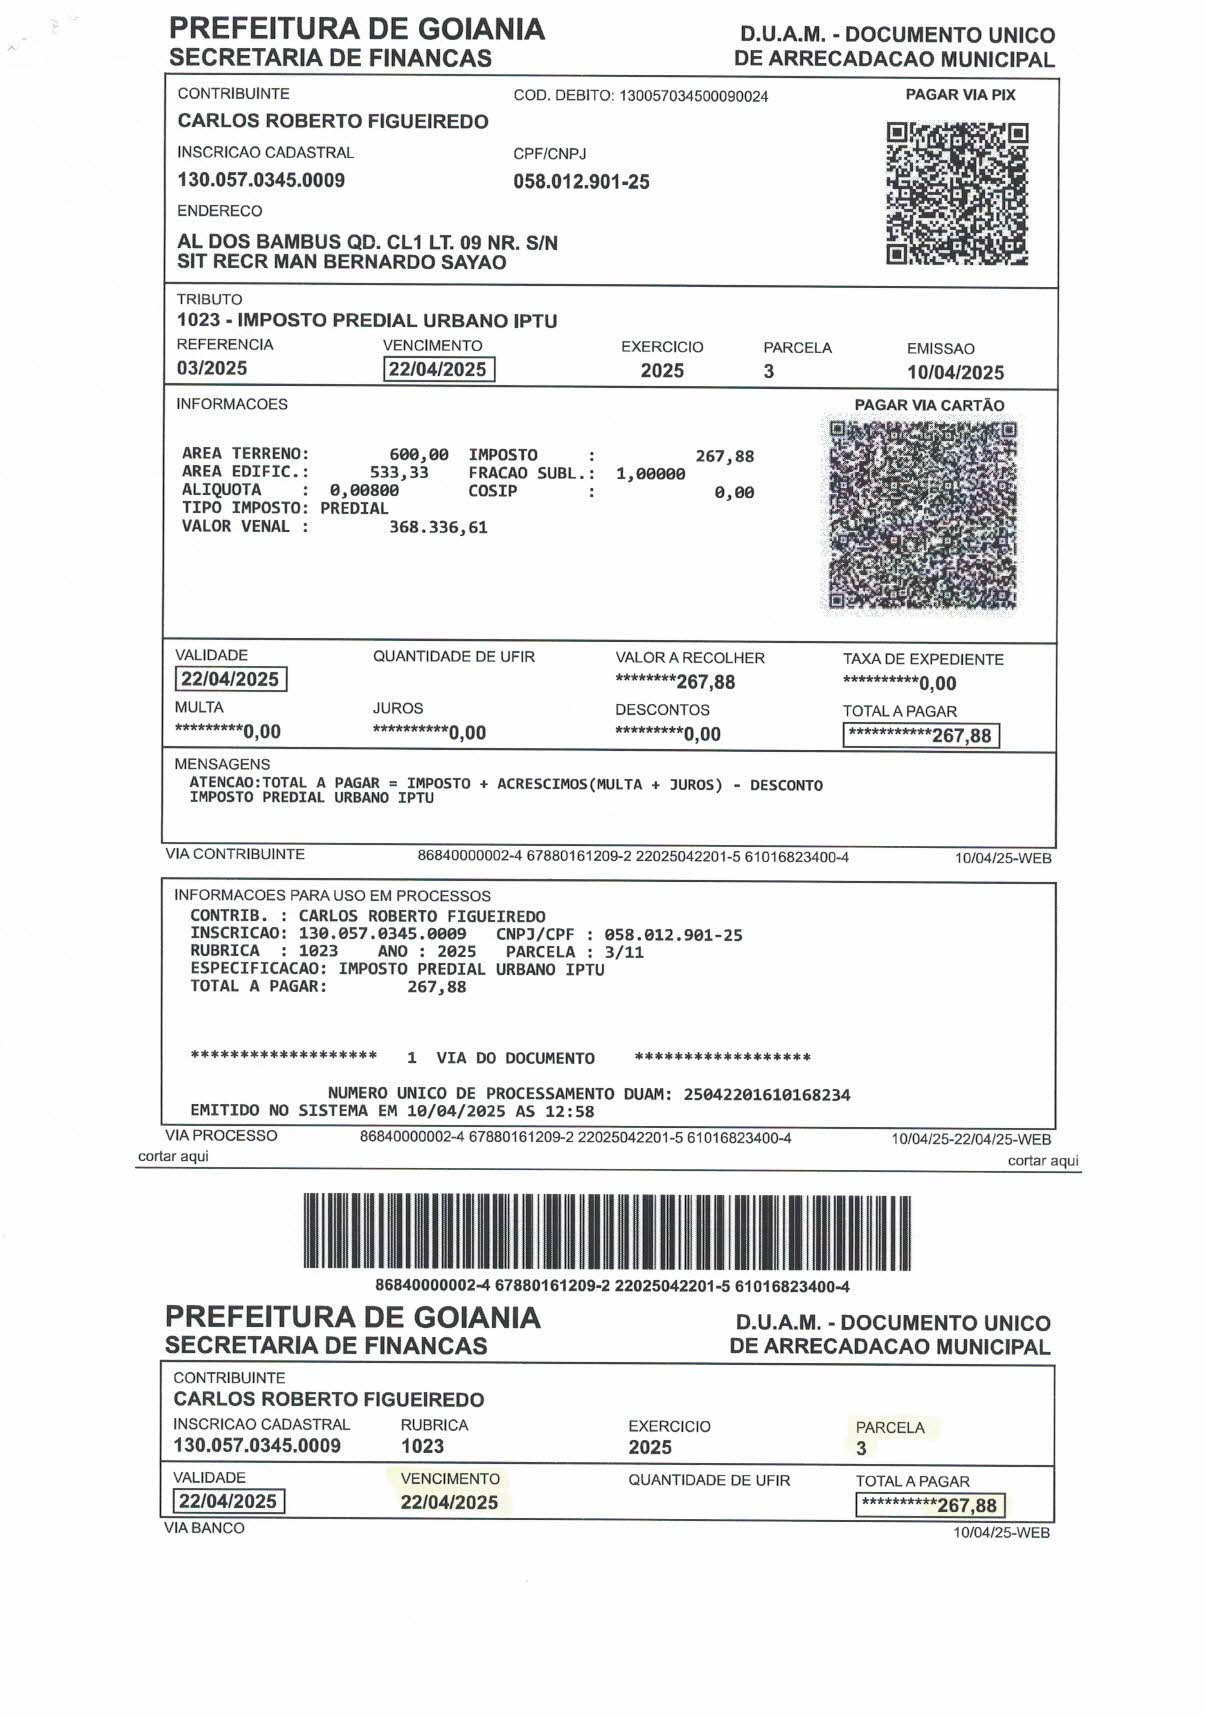 PREFEITURA DE GOIANIA
SECRETARIA DE FINANCAS
D.U.A.M. - DOCUMENTO UNICO
DE ARRECADACAO MUNICIPAL
CONTRIBUINTE
COD. DEBITO: 130057034500090024
PAGAR VIA PIX
CARLOS ROBERTO FIGUEIREDO
INSCRICAO CADASTRAL CPF/CNPJ
130.057.0345.0009 058.012.901-25
ENDERECO
AL DOS BAMBUS QD. CL1 LT. 09 NR. S/N
SIT RECR MAN BERNARDO SAYAO
TRIBUTO
1023 - IMPOSTO PREDIAL URBANO IPTU
REFERENCIA VENCIMENTO EXERCICIO PARCELA EMISSAO
03/2025 22/04/2025 2025 3 10/04/2025
INFORMACOES PAGAR VIA CARTÃO
AREA TERRENO: 600,00 IMPOSTO : 267,88
AREA EDIFIC.: 533,33 FRACAO SUBL.: 1,00000
ALIQUOTA : 0,00800 COSIP : 0,00
TIPO IMPOSTO: PREDIAL
VALOR VENAL : 368.336,61
VALIDADE QUANTIDADE DE UFIR VALOR A RECOLHER TAXA DE EXPEDIENTE
22/04/2025 ********267,88 **********0,00
MULTA JUROS DESCONTOS TOTAL A PAGAR
*********0,00 **********0,00 *********0,00 ***********267,88
MENSAGENS
ATENCAO:TOTAL A PAGAR = IMPOSTO + ACRESCIMOS(MULTA + JUROS) - DESCONTO
IMPOSTO PREDIAL URBANO IPTU
VIA CONTRIBUINTE 86840000002-4 67880161209-2 22025042201-5 61016823400-4 10/04/25-WEB
INFORMACOES PARA USO EM PROCESSOS
CONTRIB. : CARLOS ROBERTO FIGUEIREDO
INSCRICAO: 130.057.0345.0009 CNPJ/CPF : 058.012.901-25
RUBRICA : 1023 ANO : 2025 PARCELA : 3/11
ESPECIFICACAO: IMPOSTO PREDIAL URBANO IPTU
TOTAL A PAGAR: 267,88
******************* 1 VIA DO DOCUMENTO ******************
NUMERO UNICO DE PROCESSAMENTO DUAM: 25042201610168234
EMITIDO NO SISTEMA EM 10/04/2025 AS 12:58
VIA PROCESSO 86840000002-4 67880161209-2 22025042201-5 61016823400-4 10/04/25-22/04/25-WEB
cortar aqui cortar aqui
86840000002-4 67880161209-2 22025042201-5 61016823400-4
PREFEITURA DE GOIANIA
SECRETARIA DE FINANCAS
D.U.A.M. - DOCUMENTO UNICO
DE ARRECADACAO MUNICIPAL
CONTRIBUINTE
CARLOS ROBERTO FIGUEIREDO
INSCRICAO CADASTRAL RUBRICA EXERCICIO PARCELA
130.057.0345.0009 1023 2025 3
VALIDADE VENCIMENTO QUANTIDADE DE UFIR TOTAL A PAGAR
22/04/2025 22/04/2025 **********267,88
VIA BANCO 10/04/25-WEB